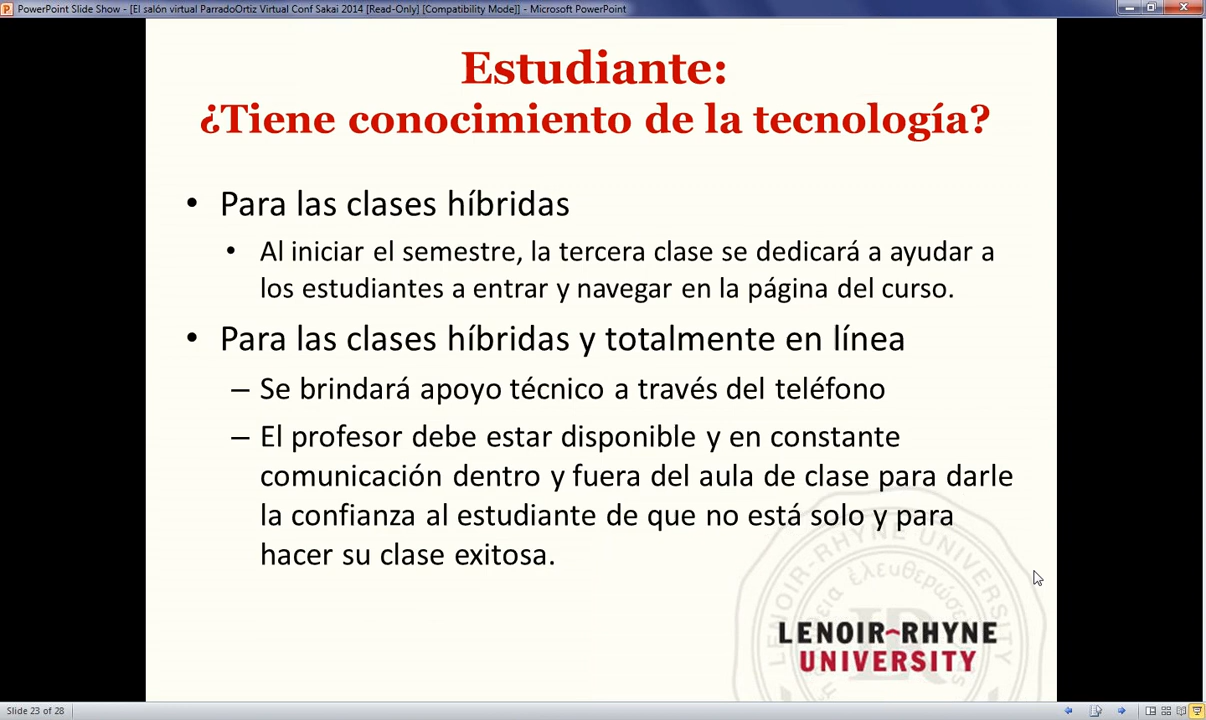 PowerPoint Slide Show - [El salón virtual ParradoOrtiz Virtual Conf Sakai 2014 [Read-Only] [Compatibility Mode]] - Microsoft PowerPoint
Estudiante:
¿Tiene conocimiento de la tecnología?
• Para las clases híbridas
• Al iniciar el semestre, la tercera clase se dedicará a ayudar a
los estudiantes a entrar y navegar en la página del curso.
• Para las clases híbridas y totalmente en línea
– Se brindará apoyo técnico a través del teléfono
– El profesor debe estar disponible y en constante
comunicación dentro y fuera del aula de clase para darle
la confianza al estudiante de que no está solo y para
hacer su clase exitosa.
LENOIR-RHYNE UNIVERSITY
LR
LENOIR-RHYNE
UNIVERSITY
Slide 23 of 28